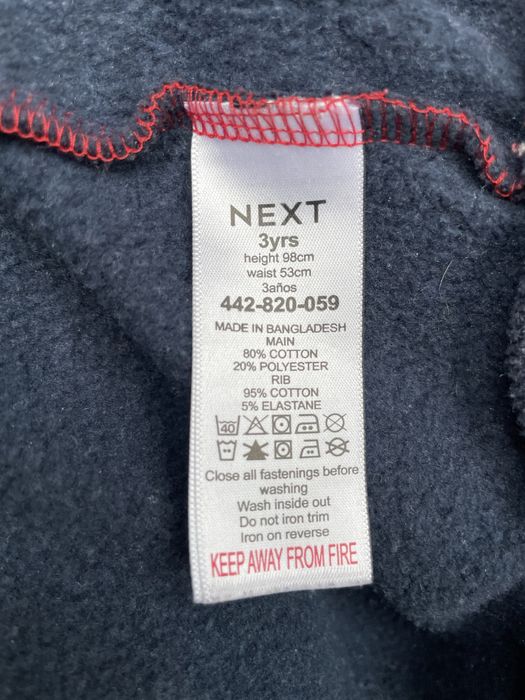 NEXT
3yrs
height 98cm
waist 53cm
3años
442-820-059
MADE IN BANGLADESH
MAIN
80% COTTON
20% POLYESTER
RIB
95% COTTON
5% ELASTANE
40
Close all fastenings before
washing
Wash inside out
Do not iron trim
Iron on reverse
KEEP AWAY FROM FIRE